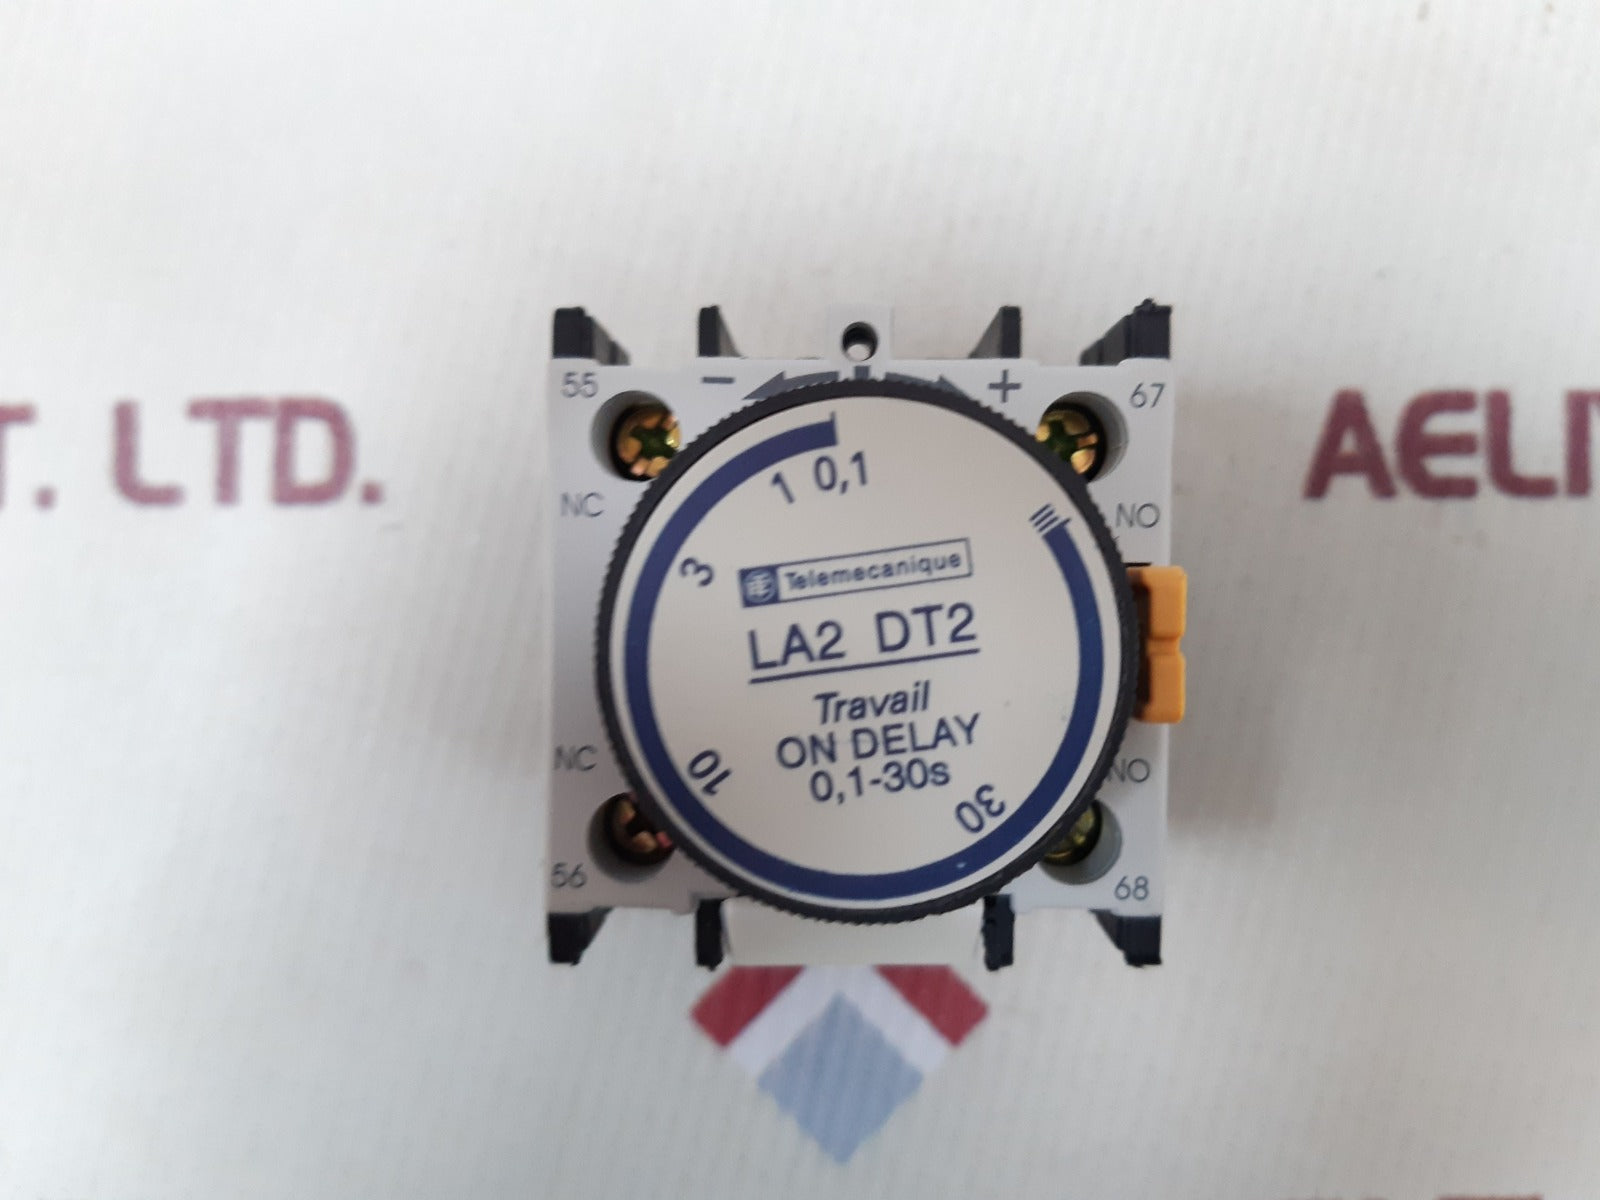 55
−
+
67
NC
NO
1 0,1
3
10
30
Telemecanique
LA2 DT2
Travail
ON DELAY
0,1-30s
NC
NO
56
68
T. LTD.
AELI